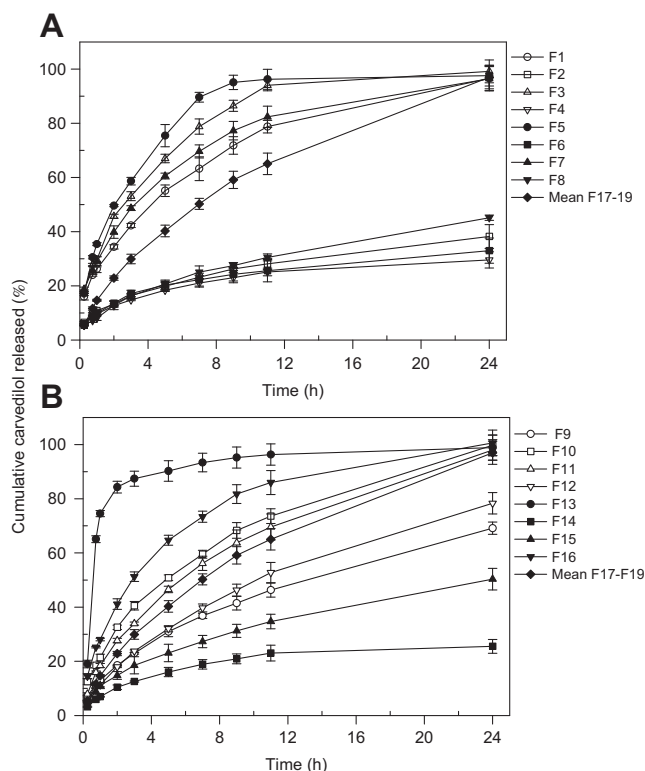 A
100
80
60
40
20
0
0 4 8 12 16 20 24
Time (h)
F1
F2
F3
F4
F5
F6
F7
F8
Mean F17-19
Cumulative carvedilol released (%)
B
100
80
60
40
20
0
0 4 8 12 16 20 24
Time (h)
F9
F10
F11
F12
F13
F14
F15
F16
Mean F17-F19